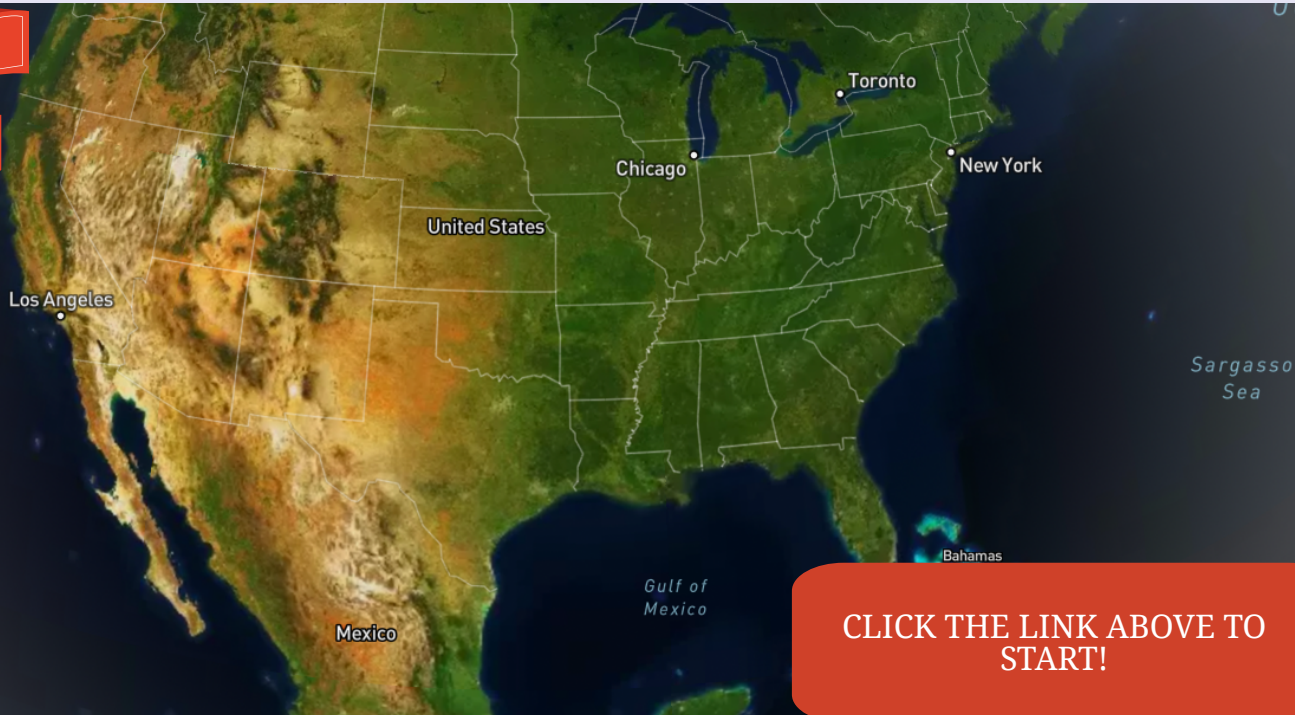 Toronto
Chicago
New York
United States
Los Angeles
Sargasso
Sea
Bahamas
Gulf of
Mexico
Mexico
CLICK THE LINK ABOVE TO
START!